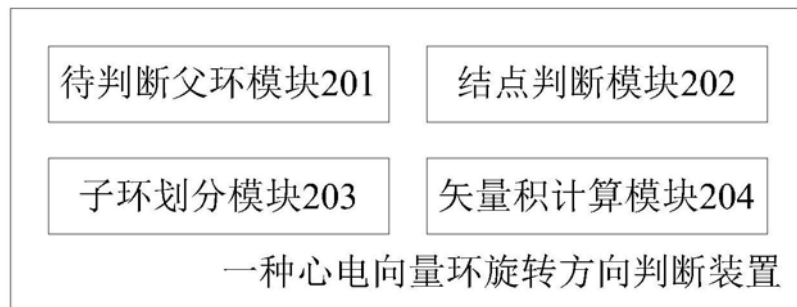 待判断父环模块201
结点判断模块202
子环划分模块203
矢量积计算模块204
一种心电向量环旋转方向判断装置